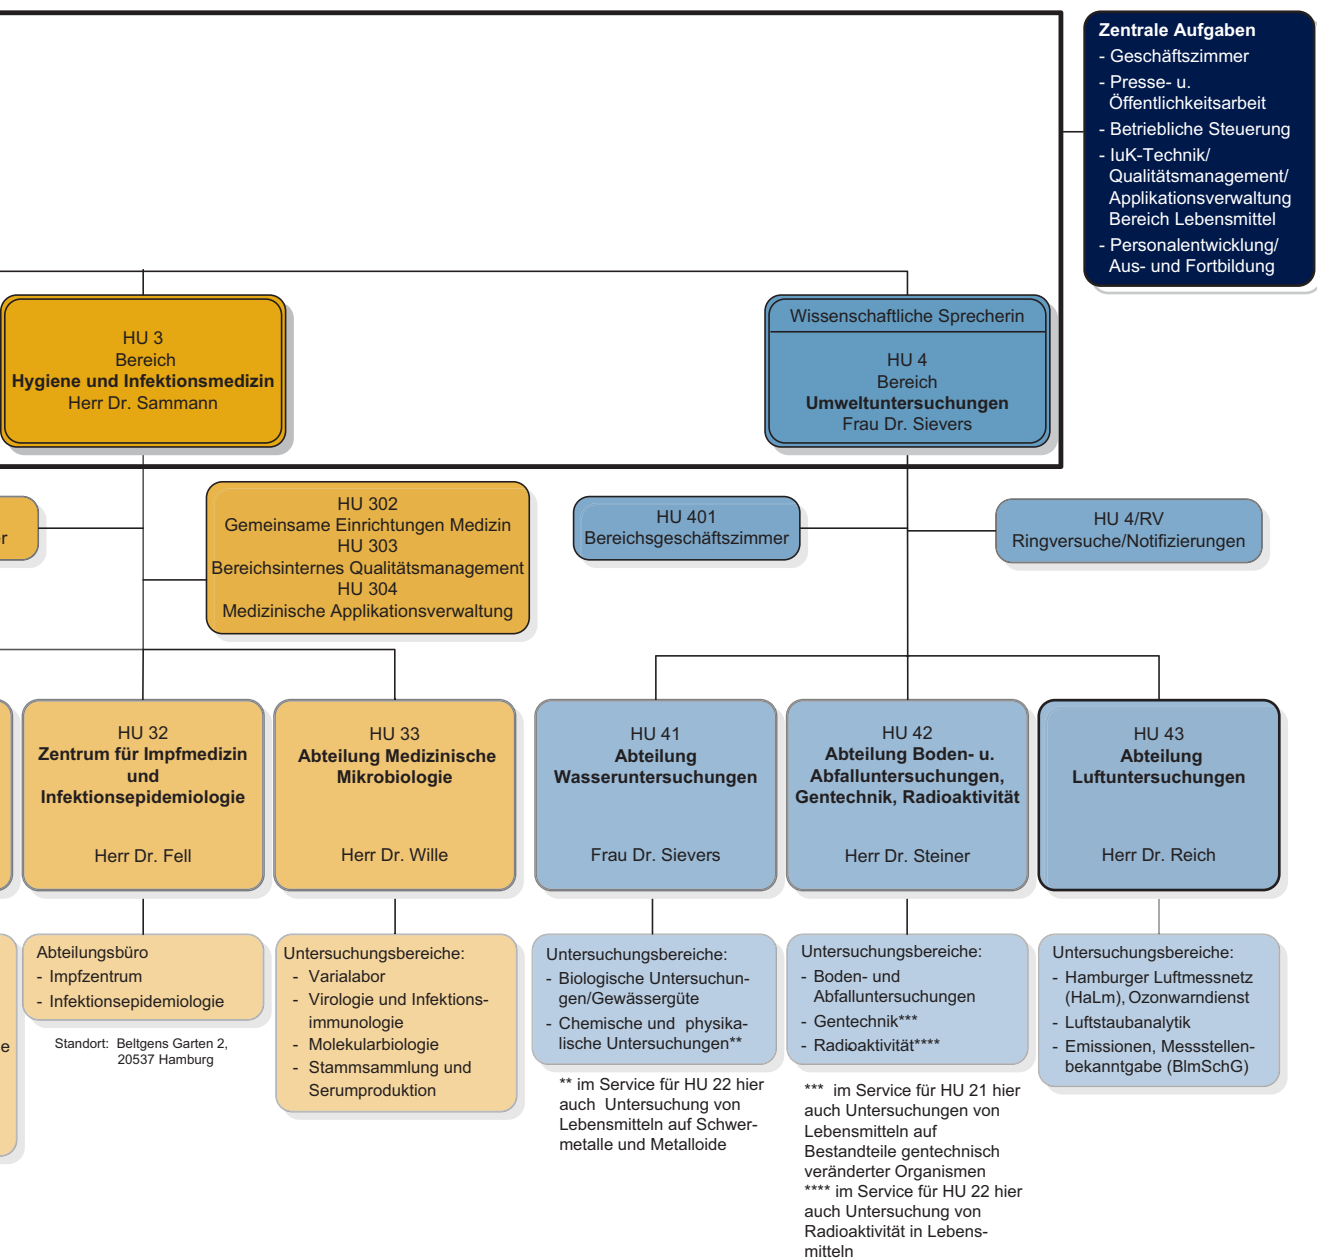 Zentrale Aufgaben
- Geschäftszimmer
- Presse- u.
Öffentlichkeitsarbeit
- Betriebliche Steuerung
- IuK-Technik/
Qualitätsmanagement/
Applikationsverwaltung
Bereich Lebensmittel
- Personalentwicklung/
Aus- und Fortbildung
HU 3
Bereich
Hygiene und Infektionsmedizin
Herr Dr. Sammann
Wissenschaftliche Sprecherin
HU 4
Bereich
Umweltuntersuchungen
Frau Dr. Sievers
r
HU 302
Gemeinsame Einrichtungen Medizin
HU 303
Bereichsinternes Qualitätsmanagement
HU 304
Medizinische Applikationsverwaltung
HU 401
Bereichsgeschäftszimmer
HU 4/RV
Ringversuche/Notifizierungen
HU 32
Zentrum für Impfmedizin
und
Infektionsepidemiologie
Herr Dr. Fell
HU 33
Abteilung Medizinische
Mikrobiologie
Herr Dr. Wille
HU 41
Abteilung
Wasseruntersuchungen
Frau Dr. Sievers
HU 42
Abteilung Boden- u.
Abfalluntersuchungen,
Gentechnik, Radioaktivität
Herr Dr. Steiner
HU 43
Abteilung
Luftuntersuchungen
Herr Dr. Reich
e
Abteilungsbüro
- Impfzentrum
- Infektionsepidemiologie
Standort: Beltgens Garten 2,
20537 Hamburg
Untersuchungsbereiche:
- Varialabor
- Virologie und Infektions-
immunologie
- Molekularbiologie
- Stammsammlung und
Serumproduktion
Untersuchungsbereiche:
- Biologische Untersuchun-
gen/Gewässergüte
- Chemische und physika-
lische Untersuchungen**
** im Service für HU 22 hier
auch Untersuchung von
Lebensmitteln auf Schwer-
metalle und Metalloide
Untersuchungsbereiche:
- Boden- und
Abfalluntersuchungen
- Gentechnik***
- Radioaktivität****
*** im Service für HU 21 hier
auch Untersuchungen von
Lebensmitteln auf
Bestandteile gentechnisch
veränderter Organismen
**** im Service für HU 22 hier
auch Untersuchung von
Radioaktivität in Lebens-
mitteln
Untersuchungsbereiche:
- Hamburger Luftmessnetz
(HaLm), Ozonwarndienst
- Luftstaubanalytik
- Emissionen, Messstellen-
bekanntgabe (BImSchG)